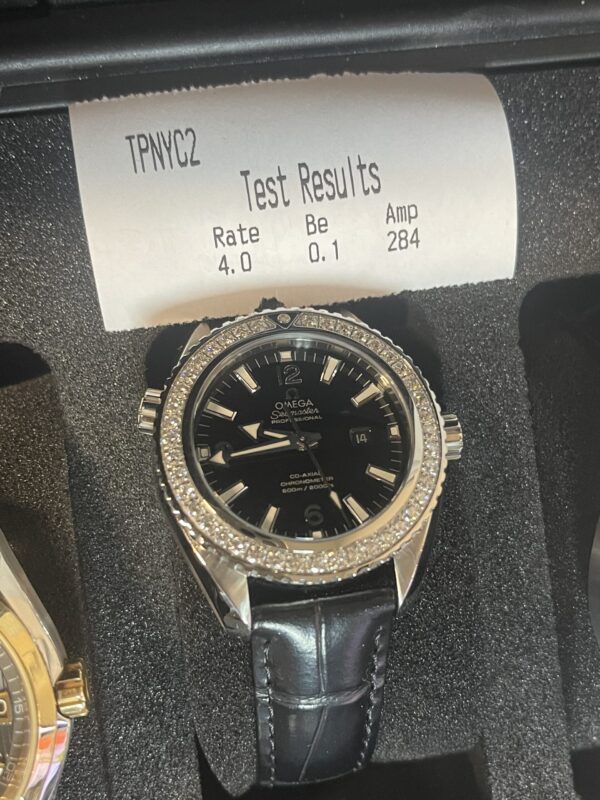 TPNYC2
Test Results
Rate Be Amp
4.0 0.1 284
12
OMEGA
Seamaster
PROFESSIONAL
14
CO-AXIAL
CHRONOMETER
600m / 2000ft
6
15